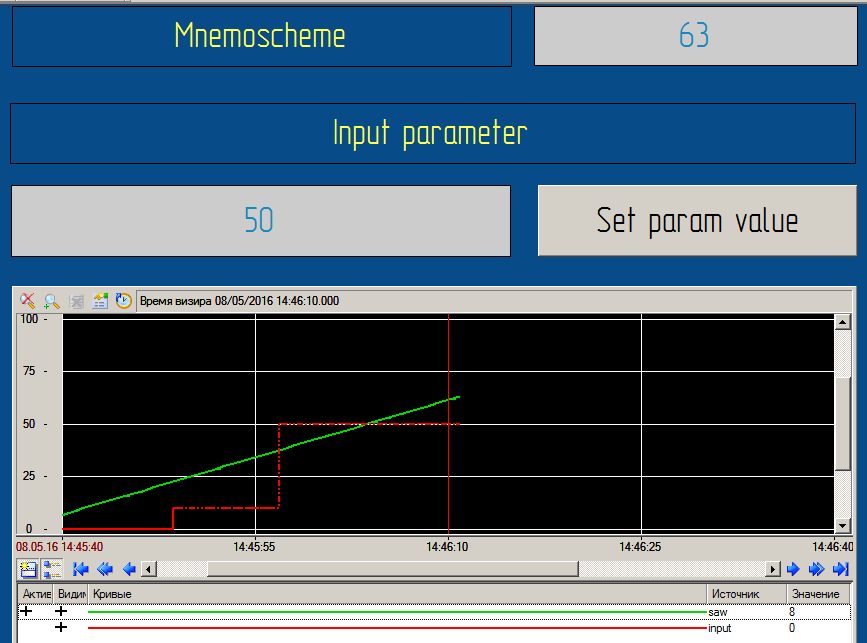 Mnemoscheme 63
Input parameter
50 Set param value
Время визира 08/05/2016 14:46:10.000
100
75
50
25
0
08.05.16 14:45:40 14:45:55 14:46:10 14:46:25 14:46:40
Актив Видим Кривые Источник Значение
saw 8
input 0